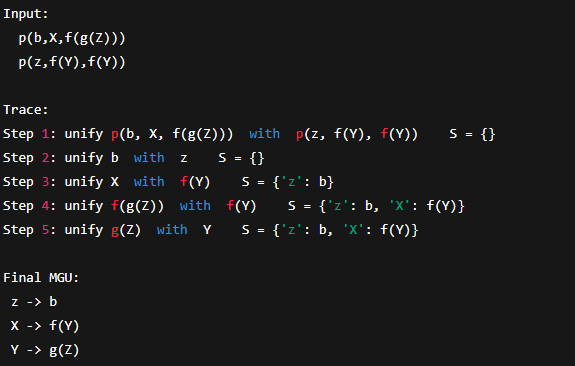 Input:
p(b,X,f(g(Z)))
p(z,f(Y),f(Y))
Trace:
Step 1: unify p(b, X, f(g(Z))) with p(z, f(Y), f(Y)) S = {}
Step 2: unify b with z S = {}
Step 3: unify X with f(Y) S = {'z': b}
Step 4: unify f(g(Z)) with f(Y) S = {'z': b, 'X': f(Y)}
Step 5: unify g(Z) with Y S = {'z': b, 'X': f(Y)}
Final MGU:
z -> b
X -> f(Y)
Y -> g(Z)